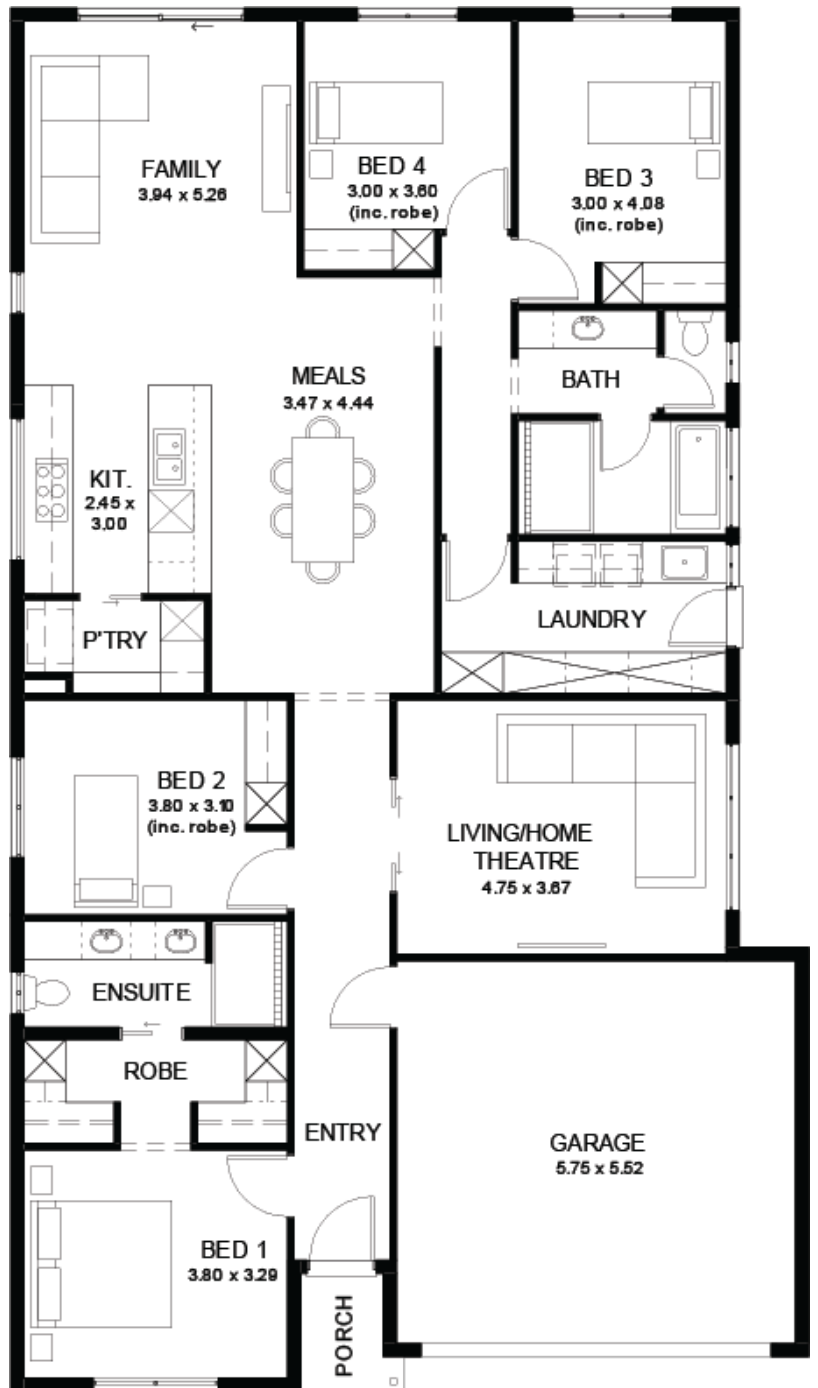 FAMILY
3.94 x 5.26
BED 4
3.00 x 3.60
(inc. robe)
BED 3
3.00 x 4.08
(inc. robe)
MEALS
3.47 x 4.44
BATH
KIT.
2.45 x
3.00
P'TRY
LAUNDRY
BED 2
3.80 x 3.10
(inc. robe)
LIVING/HOME
THEATRE
4.75 x 3.67
ENSUITE
ROBE
ENTRY
GARAGE
5.75 x 5.52
BED 1
3.80 x 3.29
PORCH